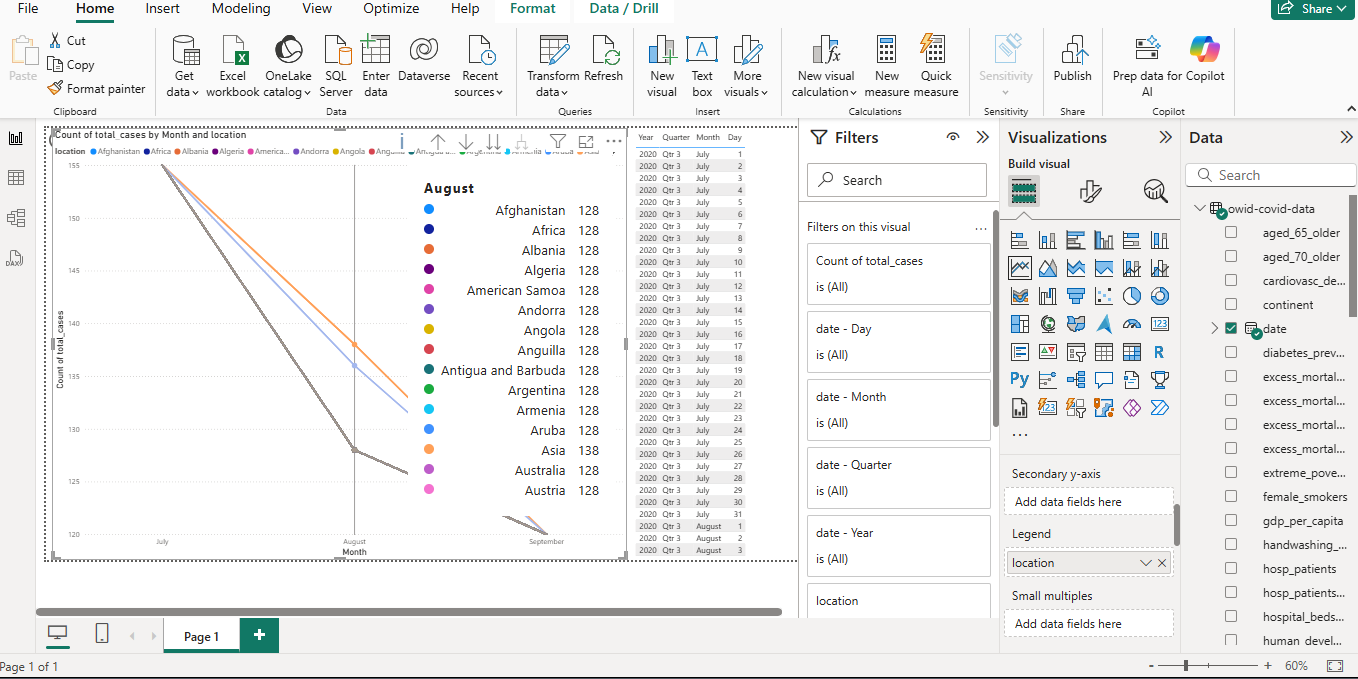 File Home Insert Modeling View Optimize Help Format Data / Drill Share
Paste Cut
Copy
Format painter
Clipboard
Get data Excel workbook OneLake catalog SQL Server Enter data Dataverse Recent sources
Data
Transform data Refresh
Queries
New visual Text box More visuals
Insert
New visual calculation New measure Quick measure
Calculations
Sensitivity
Sensitivity
Publish
Share
Prep data for AI Copilot
Copilot
Count of total_cases by Month and location
location Afghanistan Africa Albania Algeria America... Andorra Angola
155
150
145
140
135
130
125
120
Count of total_cases
July August September
Month
August
Afghanistan 128
Africa 128
Albania 128
Algeria 128
American Samoa 128
Andorra 128
Angola 128
Anguilla 128
Antigua and Barbuda 128
Argentina 128
Armenia 128
Aruba 128
Asia 138
Australia 128
Austria 128
Year Quarter Month Day
2020 Qtr 3 July 1
2020 Qtr 3 July 2
2020 Qtr 3 July 3
2020 Qtr 3 July 4
2020 Qtr 3 July 5
2020 Qtr 3 July 6
2020 Qtr 3 July 7
2020 Qtr 3 July 8
2020 Qtr 3 July 9
2020 Qtr 3 July 10
2020 Qtr 3 July 11
2020 Qtr 3 July 12
2020 Qtr 3 July 13
2020 Qtr 3 July 14
2020 Qtr 3 July 15
2020 Qtr 3 July 16
2020 Qtr 3 July 17
2020 Qtr 3 July 18
2020 Qtr 3 July 19
2020 Qtr 3 July 20
2020 Qtr 3 July 21
2020 Qtr 3 July 22
2020 Qtr 3 July 23
2020 Qtr 3 July 24
2020 Qtr 3 July 25
2020 Qtr 3 July 26
2020 Qtr 3 July 27
2020 Qtr 3 July 28
2020 Qtr 3 July 29
2020 Qtr 3 July 30
2020 Qtr 3 July 31
2020 Qtr 3 August 1
2020 Qtr 3 August 2
2020 Qtr 3 August 3
Filters
Search
Filters on this visual ...
Count of total_cases
is (All)
date - Day
is (All)
date - Month
is (All)
date - Quarter
is (All)
date - Year
is (All)
location
Visualizations
Build visual
123
R
Py
123
...
Secondary y-axis
Add data fields here
Legend
location
Small multiples
Add data fields here
Data
Search
owid-covid-data
aged_65_older
aged_70_older
cardiovasc_de...
continent
date
diabetes_prev...
excess_mortal...
excess_mortal...
excess_mortal...
excess_mortal...
extreme_pove...
female_smokers
gdp_per_capita
handwashing_...
hosp_patients
hosp_patients...
hospital_beds...
human_devel...
DAX
Page 1 +
Page 1 of 1
- + 60%